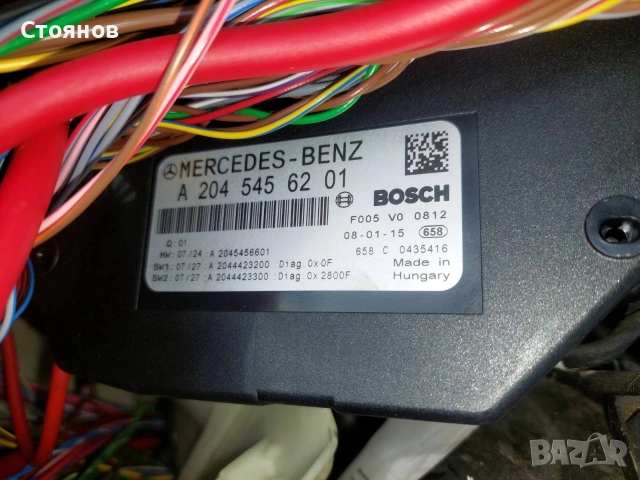 Стоянов
MERCEDES-BENZ
A 204 545 62 01
BOSCH
F005 V0 0812
08-01-15 658
658 C 0435416
Made in
Hungary
Q: 01
HW: 07/24 :A 2045456601
SW1: 07/27 :A 2044423200 :Diag:0x0F
SW2: 07/27 :A 2044423300 :Diag:0x2800F
BAZAR